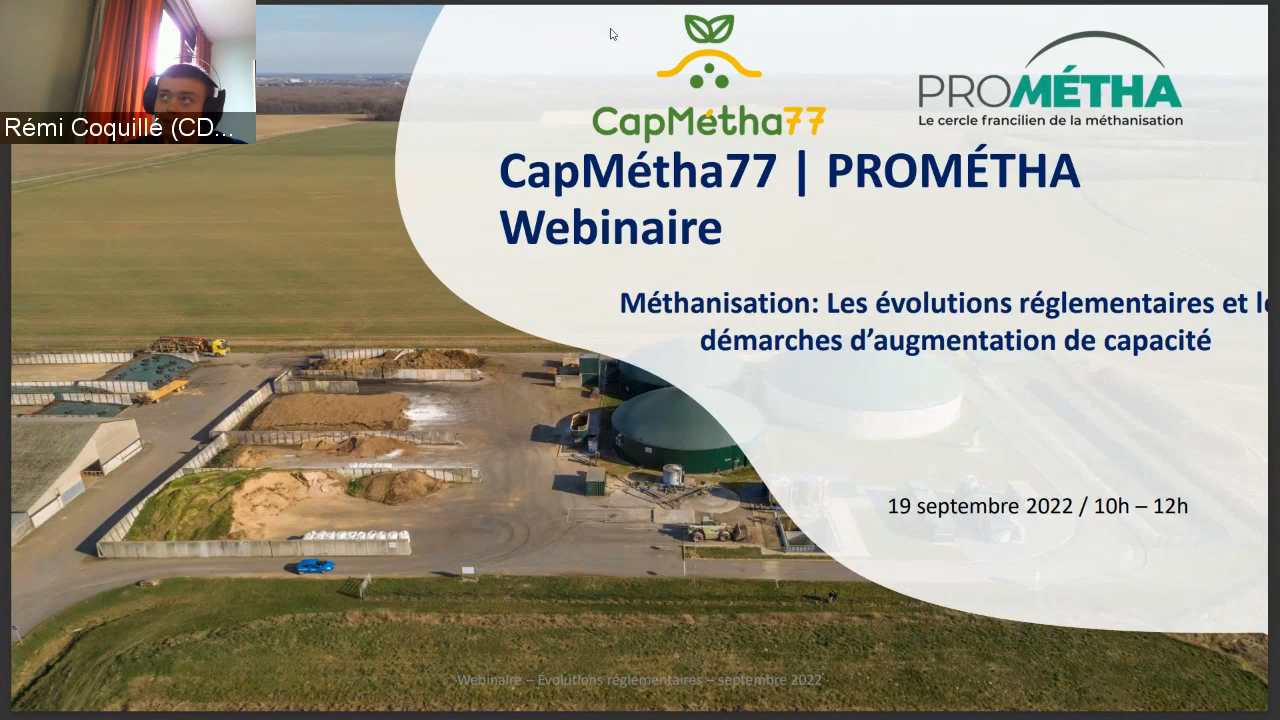 Rémi Coquillé (CD...
CapMétha77
PROMÉTHA
Le cercle francilien de la méthanisation
CapMétha77 | PROMÉTHA
Webinaire
Méthanisation: Les évolutions réglementaires et
démarches d’augmentation de capacité
19 septembre 2022 / 10h – 12h
Webinaire – Évolutions réglementaires – septembre 2022